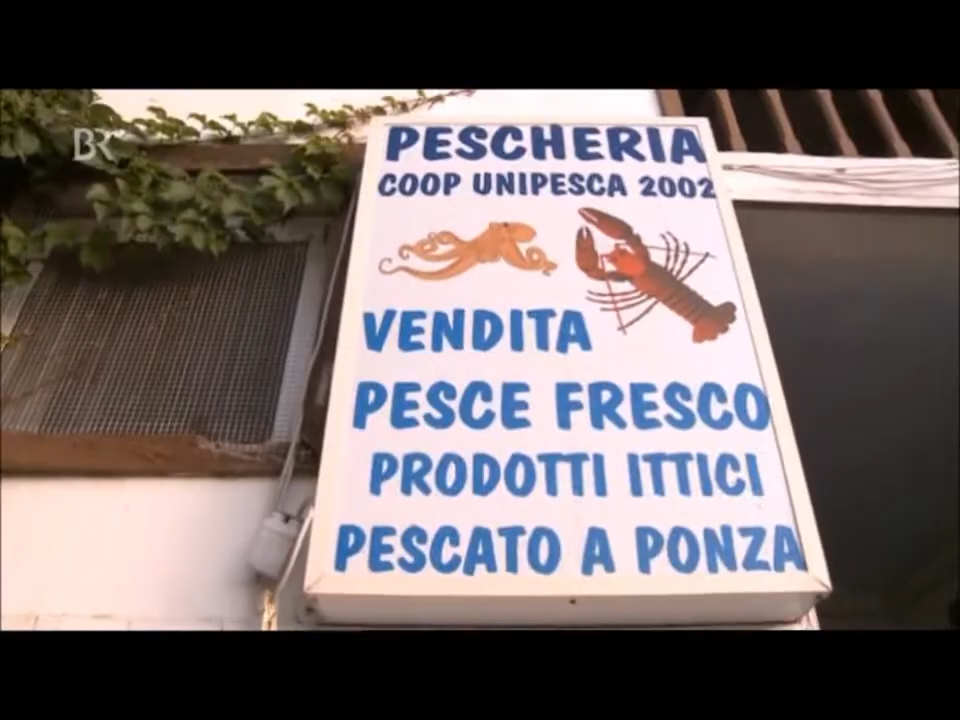 BR
PESCHERIA
COOP UNIPESCA 2002
VENDITA
PESCE FRESCO
PRODOTTI ITTICI
PESCATO A PONZA